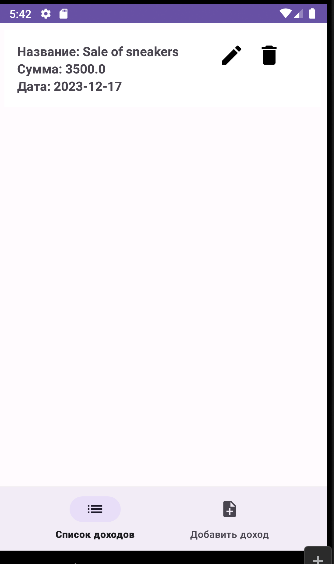 5:42
Название: Sale of sneakers
Сумма: 3500.0
Дата: 2023-12-17
Список доходов
Добавить доход